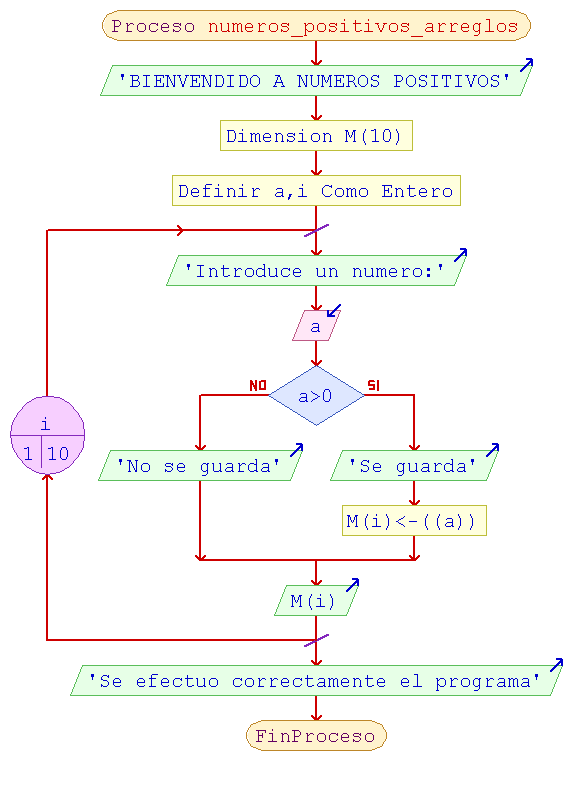 Proceso numeros_positivos_arreglos
'BIENVENDIDO A NUMEROS POSITIVOS'
Dimension M(10)
Definir a,i Como Entero
'Introduce un numero:'
a
NO
SI
a>0
i
1 10
'No se guarda'
'Se guarda'
M(i)<-((a))
M(i)
'Se efectuo correctamente el programa'
FinProceso